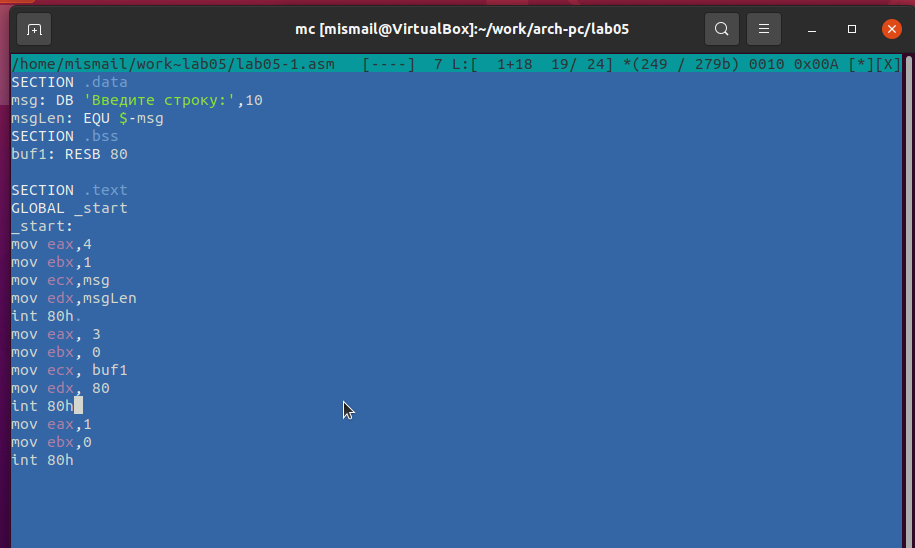 mc [mismail@VirtualBox]:~/work/arch-pc/lab05
/home/mismail/work~lab05/lab05-1.asm   [----]  7 L:[  1+18  19/ 24] *(249 / 279b) 0010 0x00A [*][X]
SECTION .data
msg: DB 'Введите строку:',10
msgLen: EQU $-msg
SECTION .bss
buf1: RESB 80

SECTION .text
GLOBAL _start
_start:
mov eax,4
mov ebx,1
mov ecx,msg
mov edx,msgLen
int 80h.
mov eax, 3
mov ebx, 0
mov ecx, buf1
mov edx, 80
int 80h
mov eax,1
mov ebx,0
int 80h